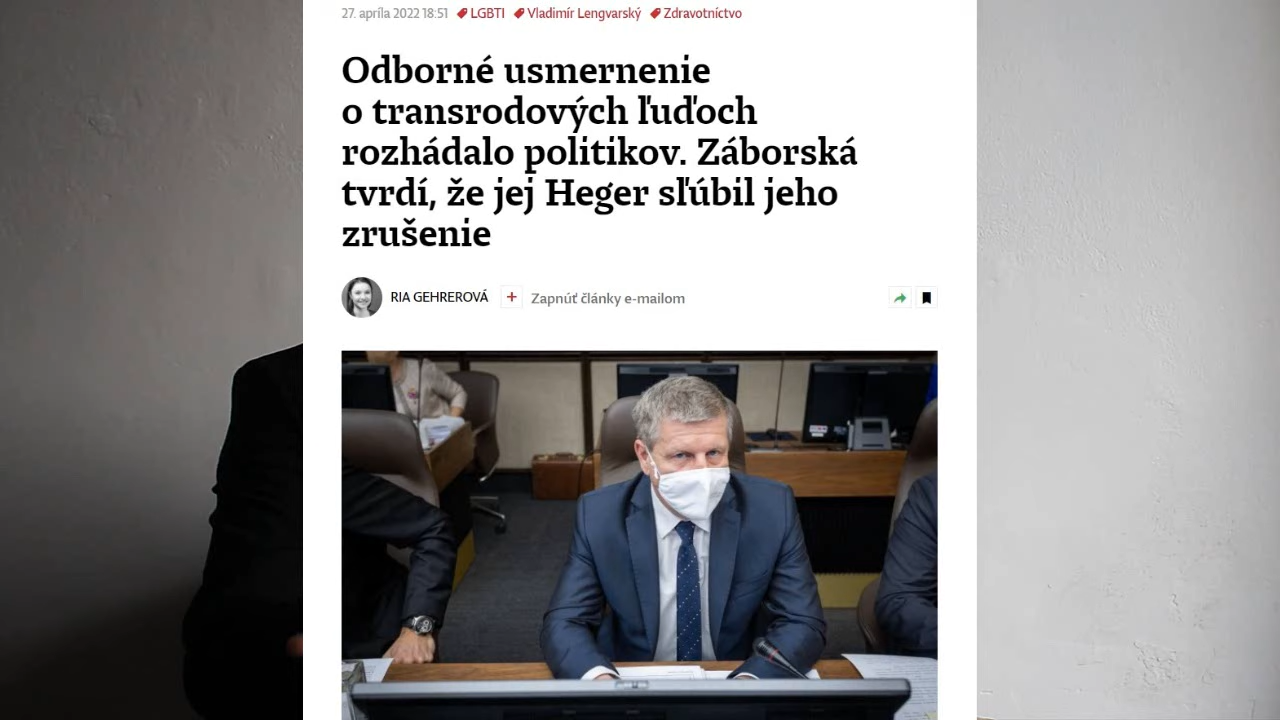 27. apríla 2022 18:51 LGBTI Vladimír Lengvarský Zdravotníctvo
Odborné usmernenie
o transrodových ľuďoch
rozhádalo politikov. Záborská
tvrdí, že jej Heger sľúbil jeho
zrušenie
RIA GEHREROVÁ + Zapnúť články e-mailom